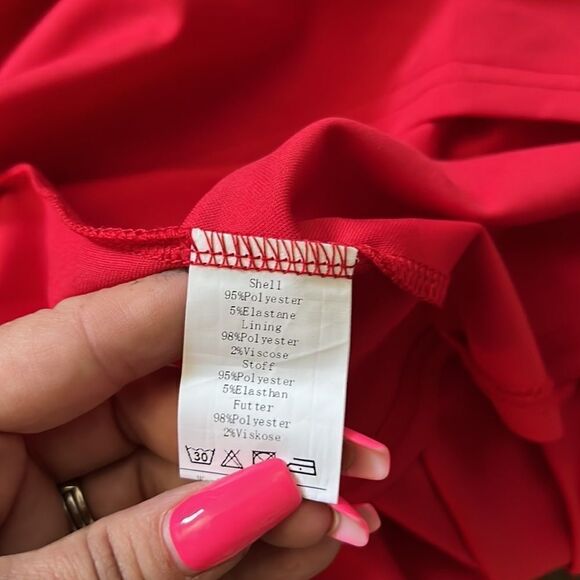 Shell
95%Polyester
5%Elastane
Lining
98%Polyester
2%Viscose
Stoff
95%Polyester
5%Elasthan
Futter
98%Polyester
2%Viskose
30